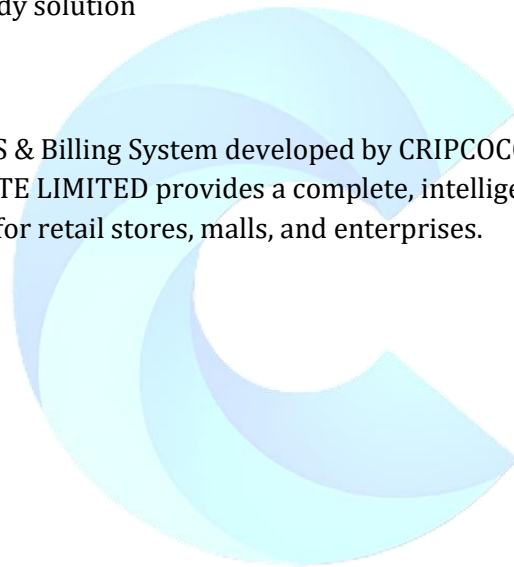 dy solution
S & Billing System developed by CRIPCOC
TE LIMITED provides a complete, intellige
for retail stores, malls, and enterprises.